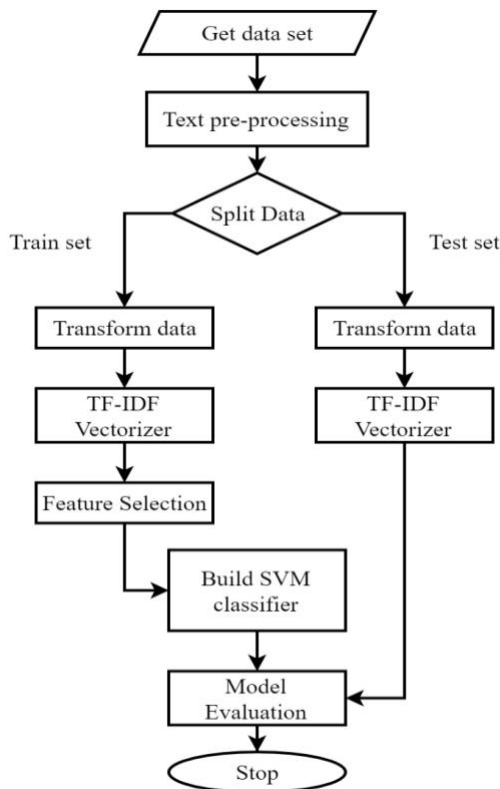 Get data set
Text pre-processing
Split Data
Train set
Test set
Transform data
Transform data
TF-IDF
Vectorizer
TF-IDF
Vectorizer
Feature Selection
Build SVM
classifier
Model
Evaluation
Stop